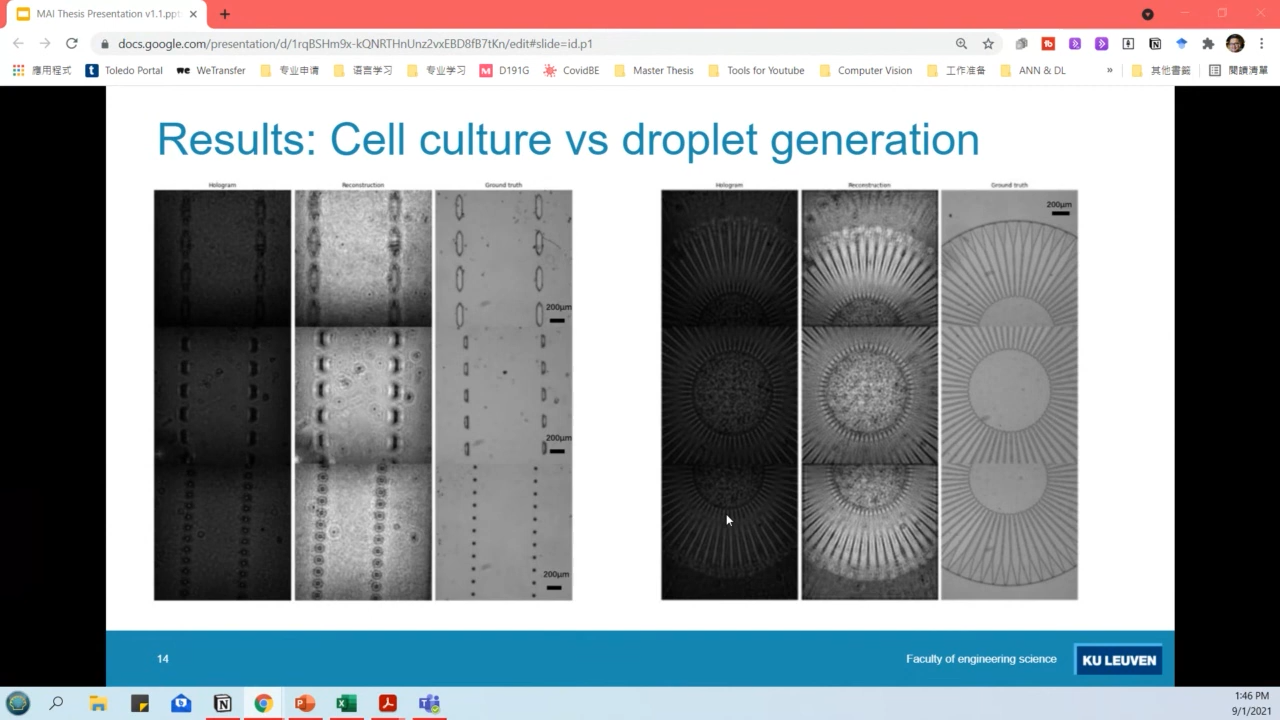 MAI Thesis Presentation v1.1.ppt
docs.google.com/presentation/d/1rqBSHm9x-kQNRTHnUnz2vxEBD8fB7tKn/edit#slide=id.p1
應用程式 Toledo Portal WeTransfer 专业申请 语言学习 专业学习 D191G CovidBE Master Thesis Tools for Youtube Computer Vision 工作准备 ANN & DL » 其他書籤 閱讀清單
Results: Cell culture vs droplet generation
Hologram Reconstruction Ground truth
200µm
200µm
200µm
Hologram Reconstruction Ground truth
200µm
14 Faculty of engineering science KU LEUVEN
1:46 PM
9/1/2021